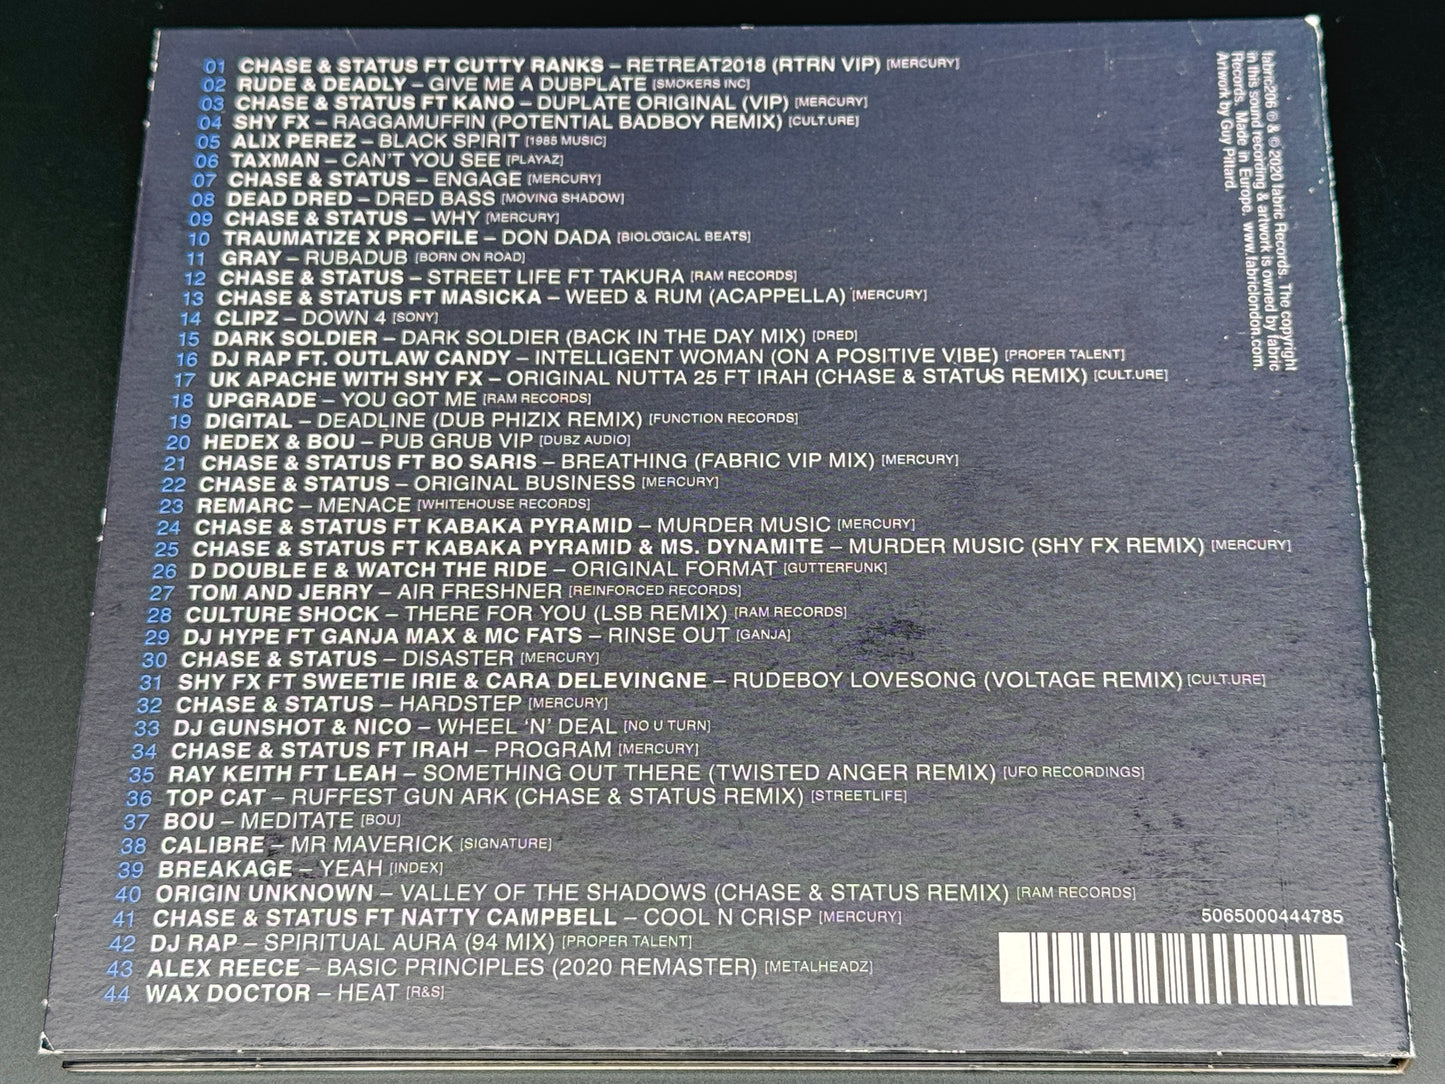 01 CHASE & STATUS FT CUTTY RANKS – RETREAT2018 (RTRN VIP) [MERCURY]
02 RUDE & DEADLY – GIVE ME A DUBPLATE [SMOKERS INC]
03 CHASE & STATUS FT KANO – DUPLATE ORIGINAL (VIP) [MERCURY]
04 SHY FX – RAGGAMUFFIN (POTENTIAL BADBOY REMIX) [CULT.URE]
05 ALIX PEREZ – BLACK SPIRIT [1985 MUSIC]
06 TAXMAN – CAN'T YOU SEE [PLAYAZ]
07 CHASE & STATUS – ENGAGE [MERCURY]
08 DEAD DRED – DRED BASS [MOVING SHADOW]
09 CHASE & STATUS – WHY [MERCURY]
10 TRAUMATIZE X PROFILE – DON DADA [BIOLOGICAL BEATS]
11 GRAY – RUBADUB [BORN ON ROAD]
12 CHASE & STATUS – STREET LIFE FT TAKURA [RAM RECORDS]
13 CHASE & STATUS FT MASICKA – WEED & RUM (ACAPPELLA) [MERCURY]
14 CLIPZ – DOWN 4 [SONY]
15 DARK SOLDIER – DARK SOLDIER (BACK IN THE DAY MIX) [DRED]
16 DJ RAP FT. OUTLAW CANDY – INTELLIGENT WOMAN (ON A POSITIVE VIBE) [PROPER TALENT]
17 UK APACHE WITH SHY FX – ORIGINAL NUTTA 25 FT IRAH (CHASE & STATUS REMIX) [CULT.URE]
18 UPGRADE – YOU GOT ME [RAM RECORDS]
19 DIGITAL – DEADLINE (DUB PHIZIX REMIX) [FUNCTION RECORDS]
20 HEDEX & BOU – PUB GRUB VIP [DUBZ AUDIO]
21 CHASE & STATUS FT BO SARIS – BREATHING (FABRIC VIP MIX) [MERCURY]
22 CHASE & STATUS – ORIGINAL BUSINESS [MERCURY]
23 REMARC – MENACE [WHITEHOUSE RECORDS]
24 CHASE & STATUS FT KABAKA PYRAMID – MURDER MUSIC [MERCURY]
25 CHASE & STATUS FT KABAKA PYRAMID & MS. DYNAMITE – MURDER MUSIC (SHY FX REMIX) [MERCURY]
26 D DOUBLE E & WATCH THE RIDE – ORIGINAL FORMAT [GUTTERFUNK]
27 TOM AND JERRY – AIR FRESHNER [REINFORCED RECORDS]
28 CULTURE SHOCK – THERE FOR YOU (LSB REMIX) [RAM RECORDS]
29 DJ HYPE FT GANJA MAX & MC FATS – RINSE OUT [GANJA]
30 CHASE & STATUS – DISASTER [MERCURY]
31 SHY FX FT SWEETIE IRIE & CARA DELEVINGNE – RUDEBOY LOVESONG (VOLTAGE REMIX) [CULT.URE]
32 CHASE & STATUS – HARDSTEP [MERCURY]
33 DJ GUNSHOT & NICO – WHEEL 'N' DEAL [NO U TURN]
34 CHASE & STATUS FT IRAH – PROGRAM [MERCURY]
35 RAY KEITH FT LEAH – SOMETHING OUT THERE (TWISTED ANGER REMIX) [UFO RECORDINGS]
36 TOP CAT – RUFFEST GUN ARK (CHASE & STATUS REMIX) [STREETLIFE]
37 BOU – MEDITATE [BOU]
38 CALIBRE – MR MAVERICK [SIGNATURE]
39 BREAKAGE – YEAH [INDEX]
40 ORIGIN UNKNOWN – VALLEY OF THE SHADOWS (CHASE & STATUS REMIX) [RAM RECORDS]
41 CHASE & STATUS FT NATTY CAMPBELL – COOL N CRISP [MERCURY]
42 DJ RAP – SPIRITUAL AURA (94 MIX) [PROPER TALENT]
43 ALEX REECE – BASIC PRINCIPLES (2020 REMASTER) [METALHEADZ]
44 WAX DOCTOR – HEAT [R&S]
fabric206 ℗ & © 2020 fabric Records. The copyright
in this sound recording & artwork is owned by fabric
Records. Made in Europe. www.fabriclondon.com.
Artwork by Guy Pittard.
5065000444785